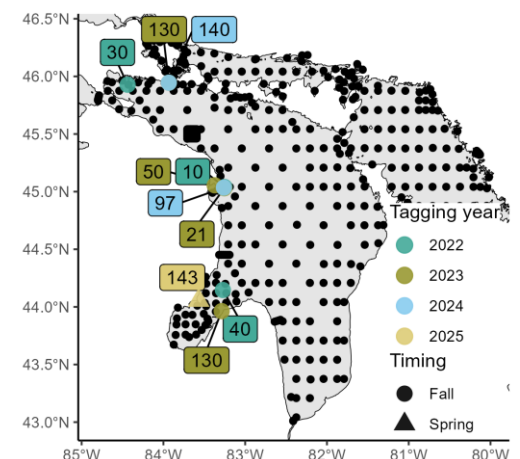 46.5°N
130
140
30
46.0°N
45.5°N
50
10
45.0°N
97
21
Tagging year
2022
44.5°N
2023
143
2024
44.0°N
2025
40
Timing
130
43.5°N
Fall
43.0°N
Spring
85°W
84°W
83°W
82°W
81°W
80°W